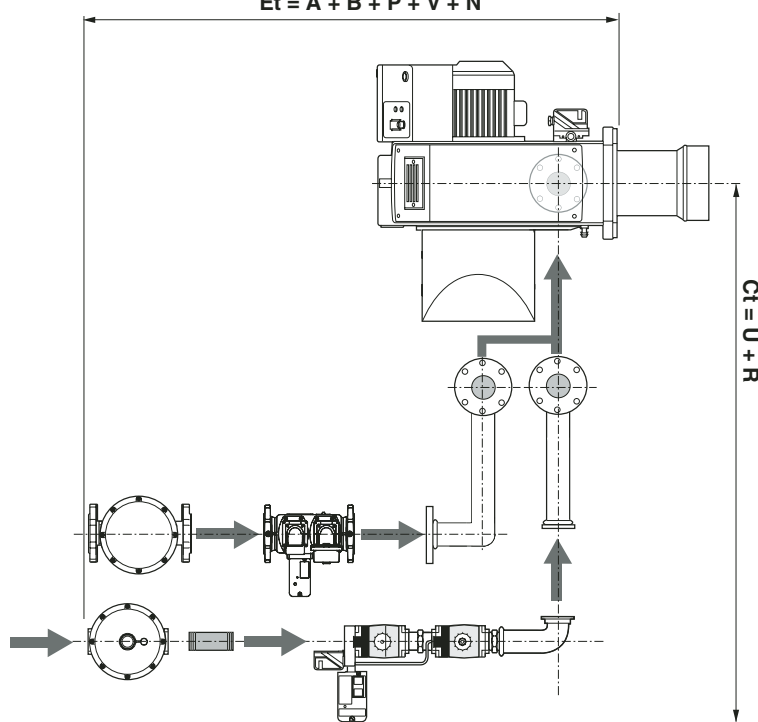 Et = A + B + P + V + N
Ct = U + R